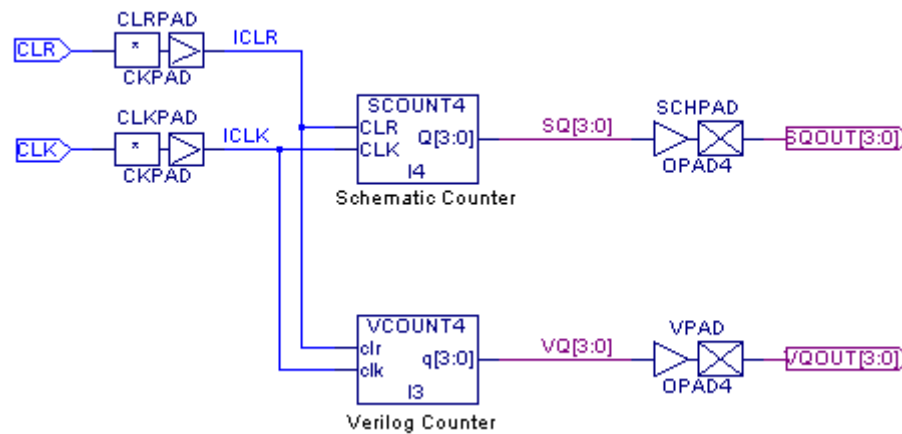 CLRPAD
CLR
*
ICLR
CKPAD
CLKPAD
CLK
*
ICLK
CKPAD
SCOUNT4
CLR
CLK
Q[3:0]
I4
Schematic Counter
SQ[3:0]
SCHPAD
OPAD4
SQOUT[3:0]
VCOUNT4
clr
clk
q[3:0]
I3
Verilog Counter
VQ[3:0]
VPAD
OPAD4
VQOUT[3:0]